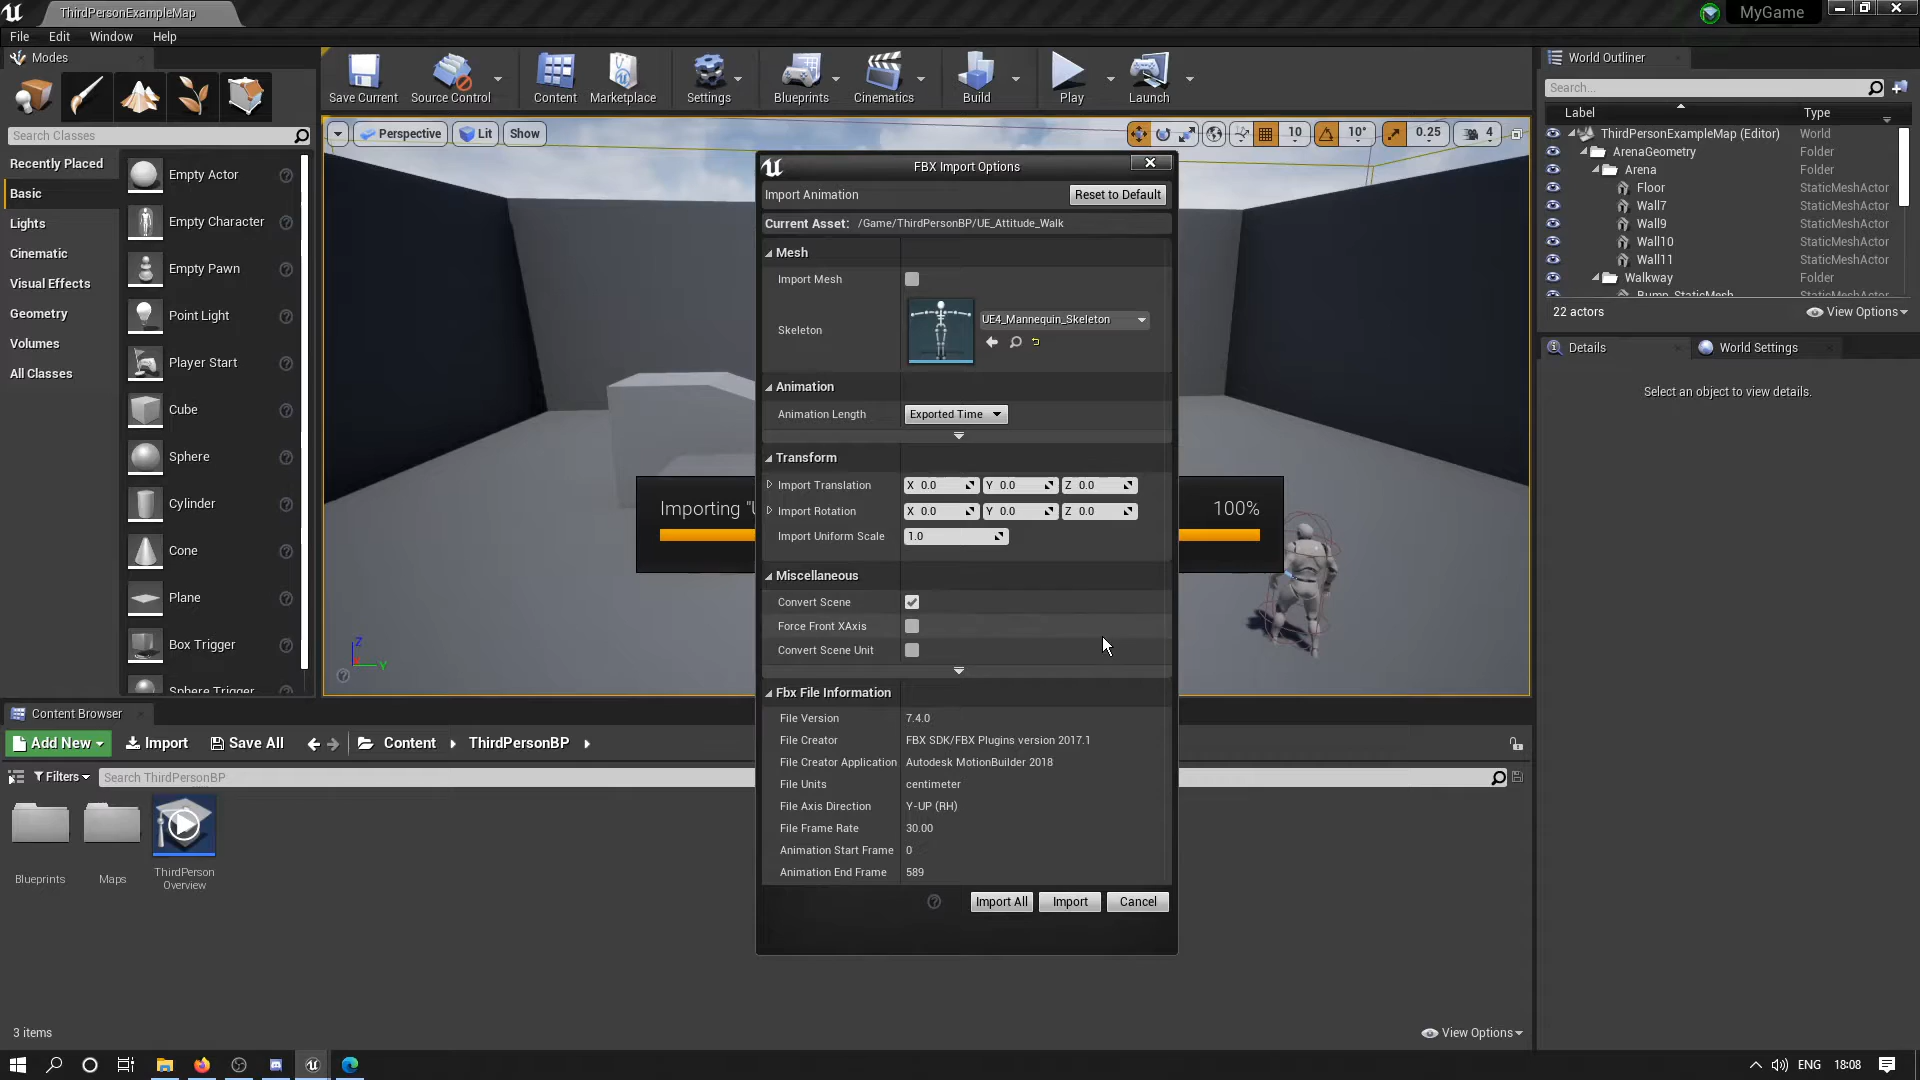 ThirdPersonExampleMap
MyGame
File Edit Window Help
Modes
Search Classes
Recently Placed
Basic
Lights
Cinematic
Visual Effects
Geometry
Volumes
All Classes
Empty Actor
Empty Character
Empty Pawn
Point Light
Player Start
Cube
Sphere
Cylinder
Cone
Plane
Box Trigger
Sphere Trigger
Save Current
Source Control
Content
Marketplace
Settings
Blueprints
Cinematics
Build
Play
Launch
Perspective Lit Show
10 10° 0.25 4
Importing "U
100%
FBX Import Options
Import Animation Reset to Default
Current Asset: /Game/ThirdPersonBP/UE_Attitude_Walk
Mesh
Import Mesh
Skeleton UE4_Mannequin_Skeleton
Animation
Animation Length Exported Time
Transform
Import Translation X 0.0 Y 0.0 Z 0.0
Import Rotation X 0.0 Y 0.0 Z 0.0
Import Uniform Scale 1.0
Miscellaneous
Convert Scene
Force Front XAxis
Convert Scene Unit
Fbx File Information
File Version 7.4.0
File Creator FBX SDK/FBX Plugins version 2017.1
File Creator Application Autodesk MotionBuilder 2018
File Units centimeter
File Axis Direction Y-UP (RH)
File Frame Rate 30.00
Animation Start Frame 0
Animation End Frame 589
Import All Import Cancel
World Outliner
Search...
Label Type
ThirdPersonExampleMap (Editor) World
ArenaGeometry Folder
Arena Folder
Floor StaticMeshActor
Wall7 StaticMeshActor
Wall9 StaticMeshActor
Wall10 StaticMeshActor
Wall11 StaticMeshActor
Walkway Folder
Bump_StaticMesh StaticMeshActor
22 actors View Options
Details World Settings
Select an object to view details.
Content Browser
Add New Import Save All Content ThirdPersonBP
Filters Search ThirdPersonBP
Blueprints
Maps
ThirdPerson
Overview
3 items
View Options
Z
Y
ENG 18:08